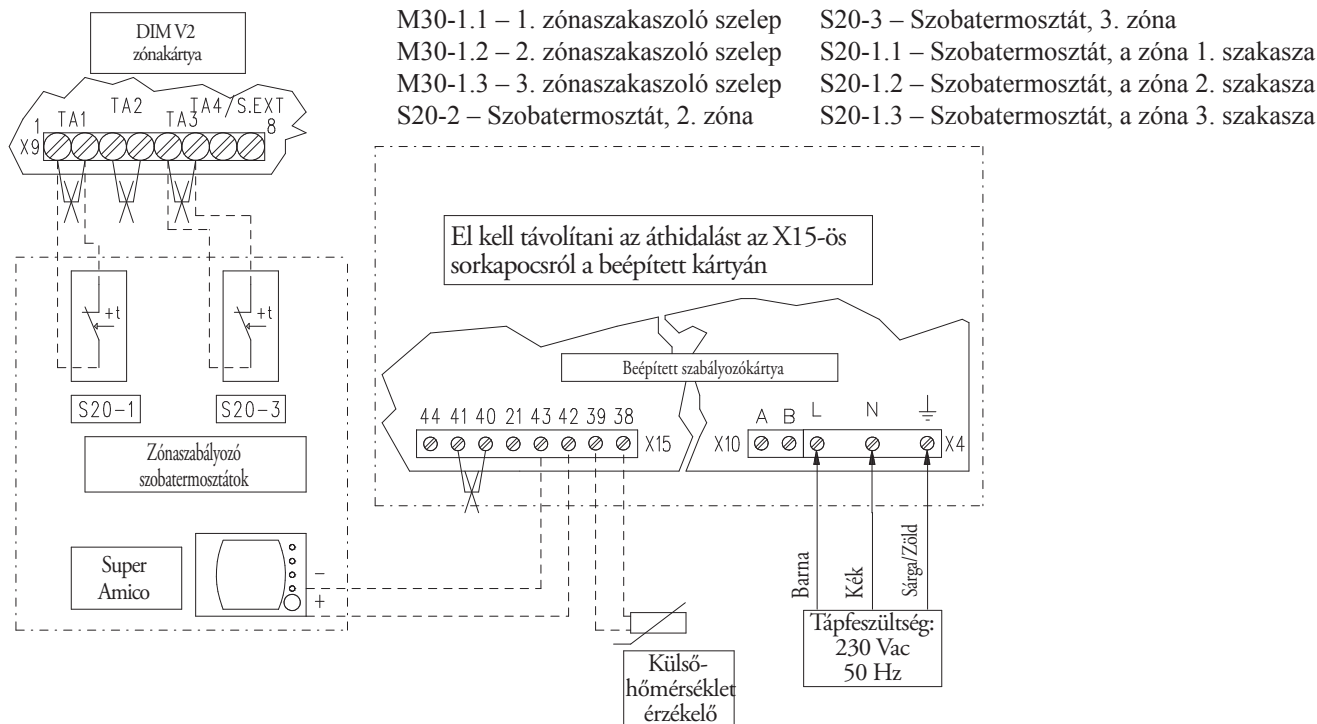 M30-1.1 – 1. zónaszakaszoló szelep
M30-1.2 – 2. zónaszakaszoló szelep
M30-1.3 – 3. zónaszakaszoló szelep
S20-2 – Szobatermosztát, 2. zóna
S20-3 – Szobatermosztát, 3. zóna
S20-1.1 – Szobatermosztát, a zóna 1. szakasza
S20-1.2 – Szobatermosztát, a zóna 2. szakasza
S20-1.3 – Szobatermosztát, a zóna 3. szakasza
DIM V2
zónakártya
TA1 TA2 TA3 TA4/S.EXT
1 8
X9
+t +t
S20-1 S20-3
Zónaszabályozó
szobatermosztátok
Super
Amico
-
+
El kell távolítani az áthidalást az X15-ös
sorkapocsról a beépített kártyán
Beépített szabályozókártya
44 41 40 21 43 42 39 38 X15
A B L N
X10 X4
Barna
Kék
Sárga/Zöld
Tápfeszültség:
230 Vac
50 Hz
Külső-
hőmérséklet
érzékelő